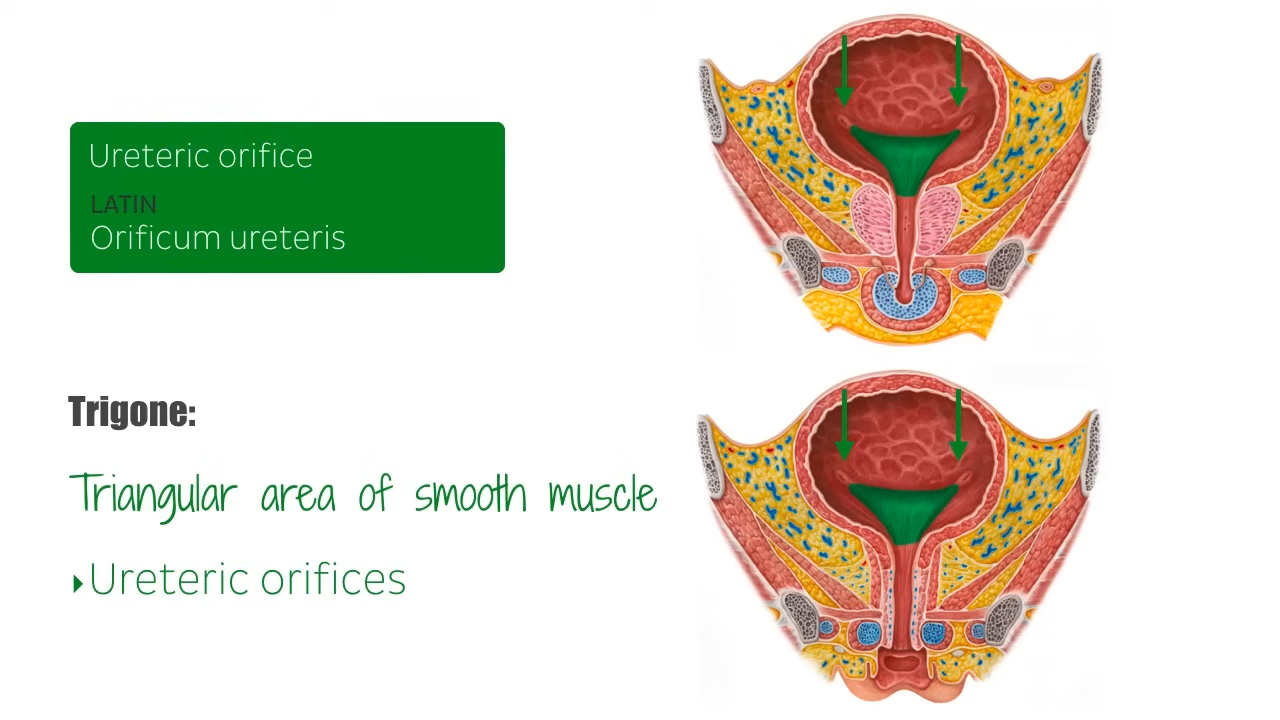 Ureteric orifice
LATIN
Orificum ureteris
Trigone:
Triangular area of smooth muscle
Ureteric orifices